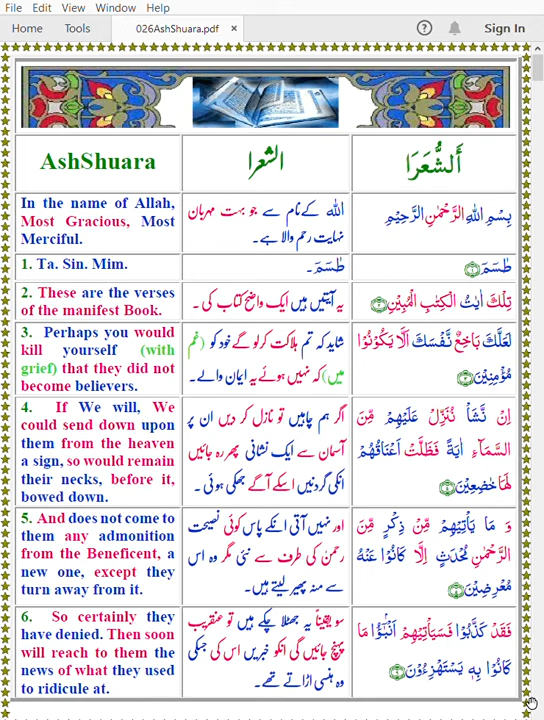 File Edit View Window Help
Home Tools 026AshShuara.pdf × ? Sign In
AshShuara
الشعرا
أَلشُّعَرَا
In the name of Allah,
Most Gracious, Most
Merciful.
اللہ کےنام سے جو بہت مہربان
نہایت رحم والا ہے۔
بِسْمِ اللهِ الرَّحْمٰنِ الرَّحِيْمِ
1. Ta. Sin. Mim.
طٰسٓمّٓ۔
طٰسٓمّٓ ﴿۱﴾
2. These are the verses
of the manifest Book.
یہ آیتیں ہیں ایک واضح کتاب کی ۔
تِلْكَ اٰيٰتُ الْكِتٰبِ الْمُبِيْنِ ﴿۲﴾
3. Perhaps you would
kill yourself (with
grief) that they did not
become believers.
شاید کہ تم ہلاکت کرلو گے خود کو (غم
میں) کہ نہیں ہوئے یہ ایمان والے۔
لَعَلَّكَ بَاخِعٌ نَّفْسَكَ اَلَّا يَكُوْنُوْا
مُؤْمِنِيْنَ ﴿۳﴾
4. If We will, We
could send down upon
them from the heaven
a sign, so would remain
their necks, before it,
bowed down.
اگر ہم چاہیں تو نازل کر دیں ان پر
آسمان سے ایک نشانی پھر رہ جائیں
انکی گردنیں اسکے آگے جھکی ہوئی ۔
اِنْ نَّشَاْ نُنَزِّلْ عَلَيْهِمْ مِّنَ
السَّمَآءِ اٰيَةً فَظَلَّتْ اَعْنَاقُهُمْ
لَهَا خٰضِعِيْنَ ﴿۴﴾
5. And does not come to
them any admonition
from the Beneficent, a
new one, except they
turn away from it.
اور نہیں آتی انکے پاس کوئی نصیحت
رحمن کی طرف سے نئی مگر وہ اس
سے منہ پھیر لیتے ہیں۔
وَ مَا يَاْتِيْهِمْ مِّنْ ذِكْرٍ مِّنَ
الرَّحْمٰنِ مُحْدَثٍ اِلَّا كَانُوْا عَنْهُ
مُعْرِضِيْنَ ﴿۵﴾
6. So certainly they
have denied. Then soon
will reach to them the
news of what they used
to ridicule at.
سو یقیناً یہ جھٹلا چکے ہیں تو عنقریب
پہنچ جائیں گی انکو خبریں اس کی جسکی
وہ ہنسی اڑاتے تھے۔
فَقَدْ كَذَّبُوْا فَسَيَاْتِيْهِمْ اَنْۢبٰٓؤُا مَا
كَانُوْا بِهٖ يَسْتَهْزِءُوْنَ ﴿۶﴾